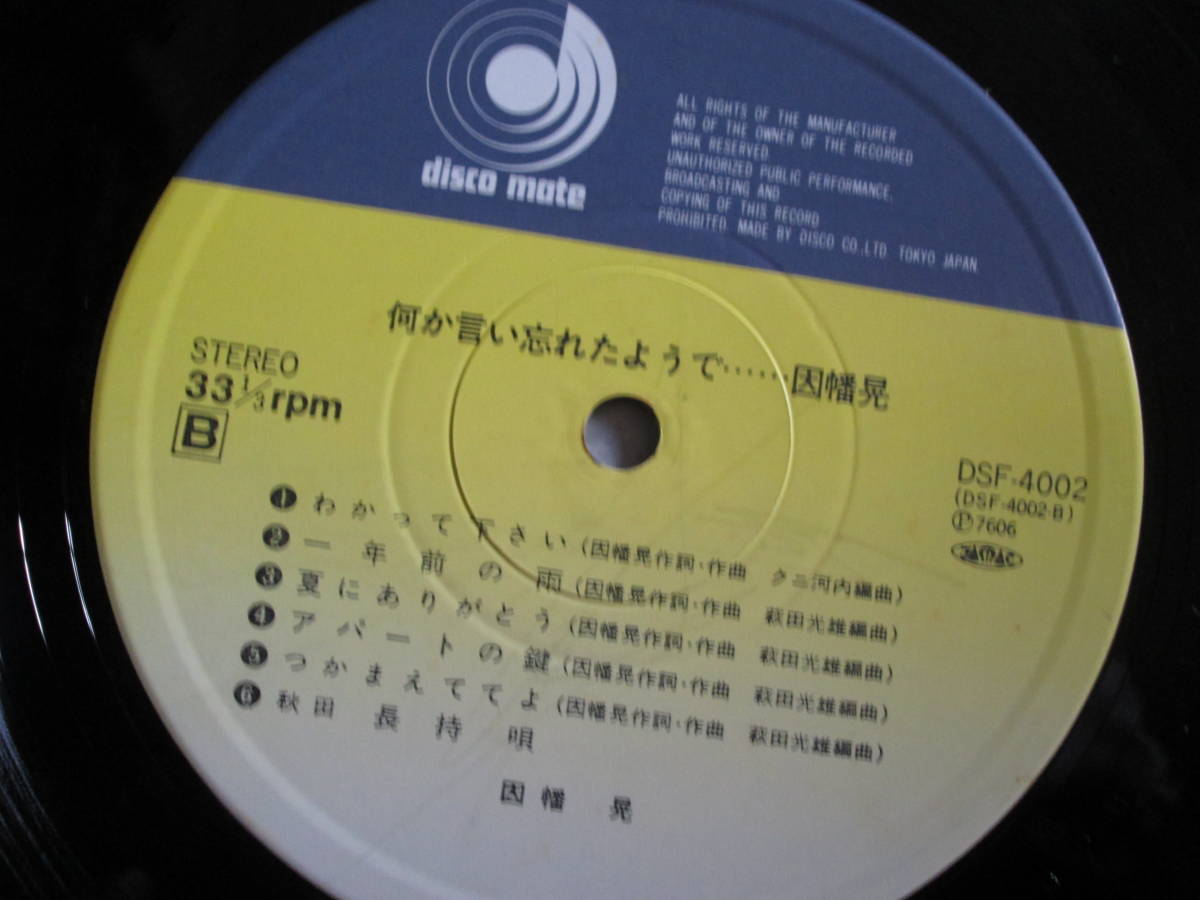 disco mate
ALL RIGHTS OF THE MANUFACTURER
AND OF THE OWNER OF THE RECORDED
WORK RESERVED.
UNAUTHORIZED PUBLIC PERFORMANCE,
BROADCASTING AND
COPYING OF THIS RECORD
PROHIBITED. MADE BY DISCO CO.,LTD. TOKYO JAPAN
何か言い忘れたようで……因幡晃
STEREO
33 1/3 rpm
B
DSF-4002
(DSF-4002-B)
Ⓟ7606
JASRAC
❶ わかって下さい (因幡晃作詞・作曲 クニ河内編曲)
❷ 一年前の雨 (因幡晃作詞・作曲 萩田光雄編曲)
❸ 夏にありがとう (因幡晃作詞・作曲 萩田光雄編曲)
❹ アパートの鍵 (因幡晃作詞・作曲 萩田光雄編曲)
❺ つかまえててよ (因幡晃作詞・作曲 萩田光雄編曲)
❻ 秋田長持唄
因幡 晃